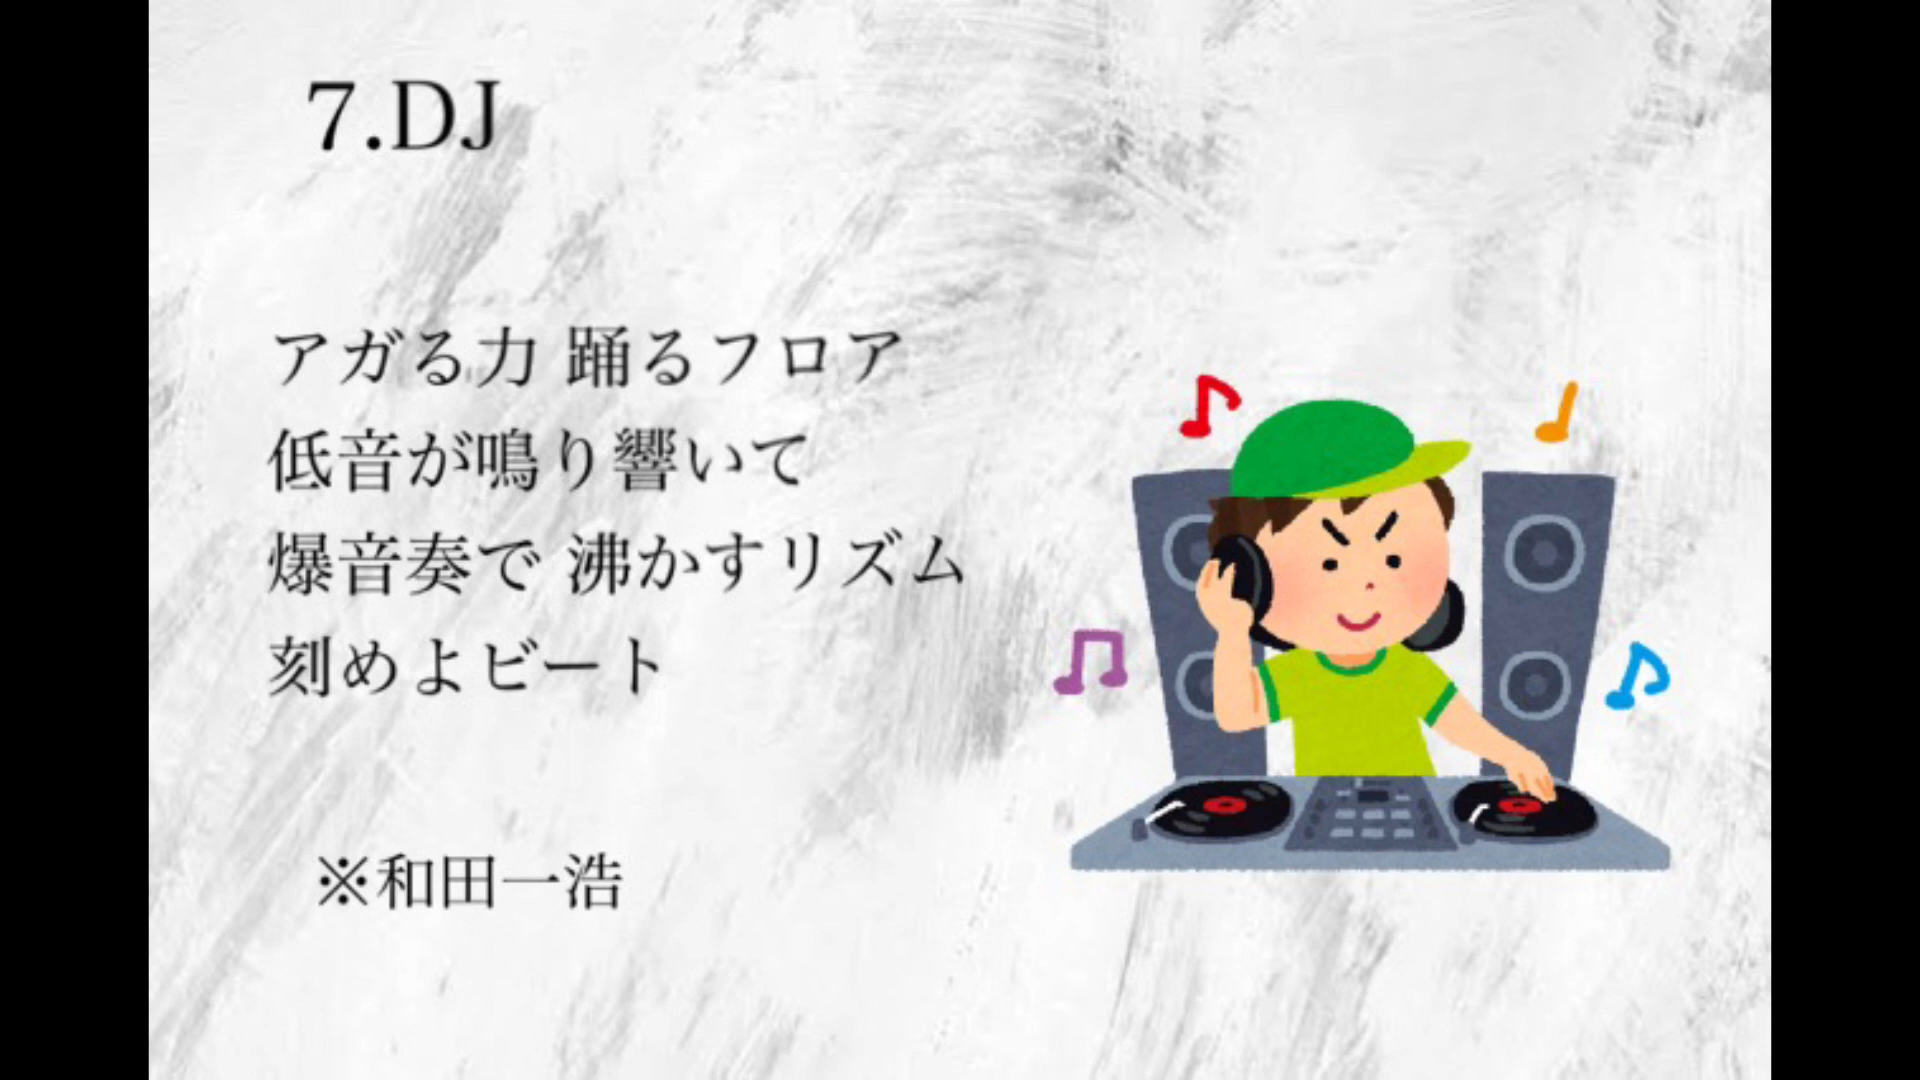 7.DJ
アガる力 踊るフロア
低音が鳴り響いて
爆音奏で 沸かすリズム
刻めよビート
※和田一浩